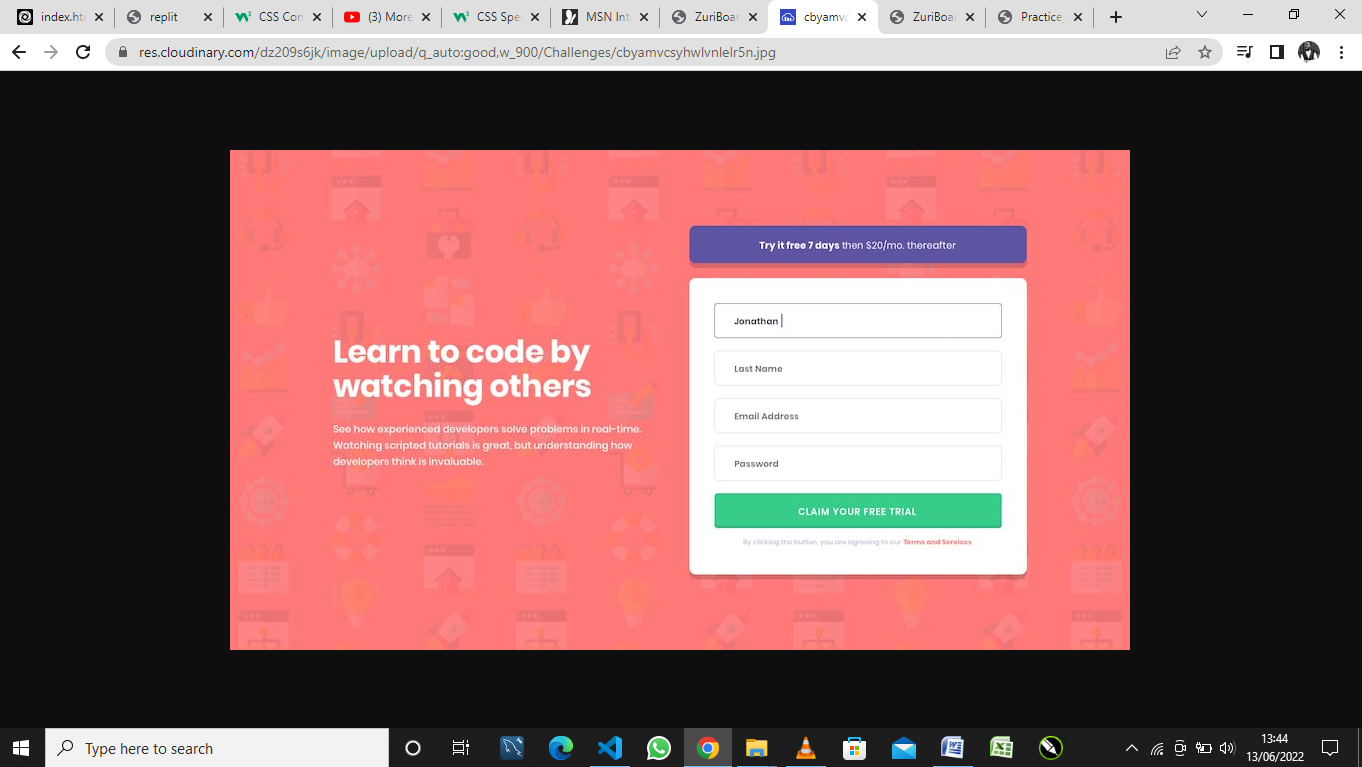 index.ht
replit
CSS Con
(3) More
CSS Spe
MSN Int
ZuriBoar
cbyamvc
ZuriBoar
Practice_
res.cloudinary.com/dz209s6jk/image/upload/q_auto:good,w_900/Challenges/cbyamvcsyhwlvnlelr5n.jpg
Learn to code by
watching others
See how experienced developers solve problems in real-time.
Watching scripted tutorials is great, but understanding how
developers think is invaluable.
Try it free 7 days then $20/mo. thereafter
Jonathan
Last Name
Email Address
Password
CLAIM YOUR FREE TRIAL
By clicking the button, you are agreeing to our Terms and Services
Type here to search
13:44
13/06/2022